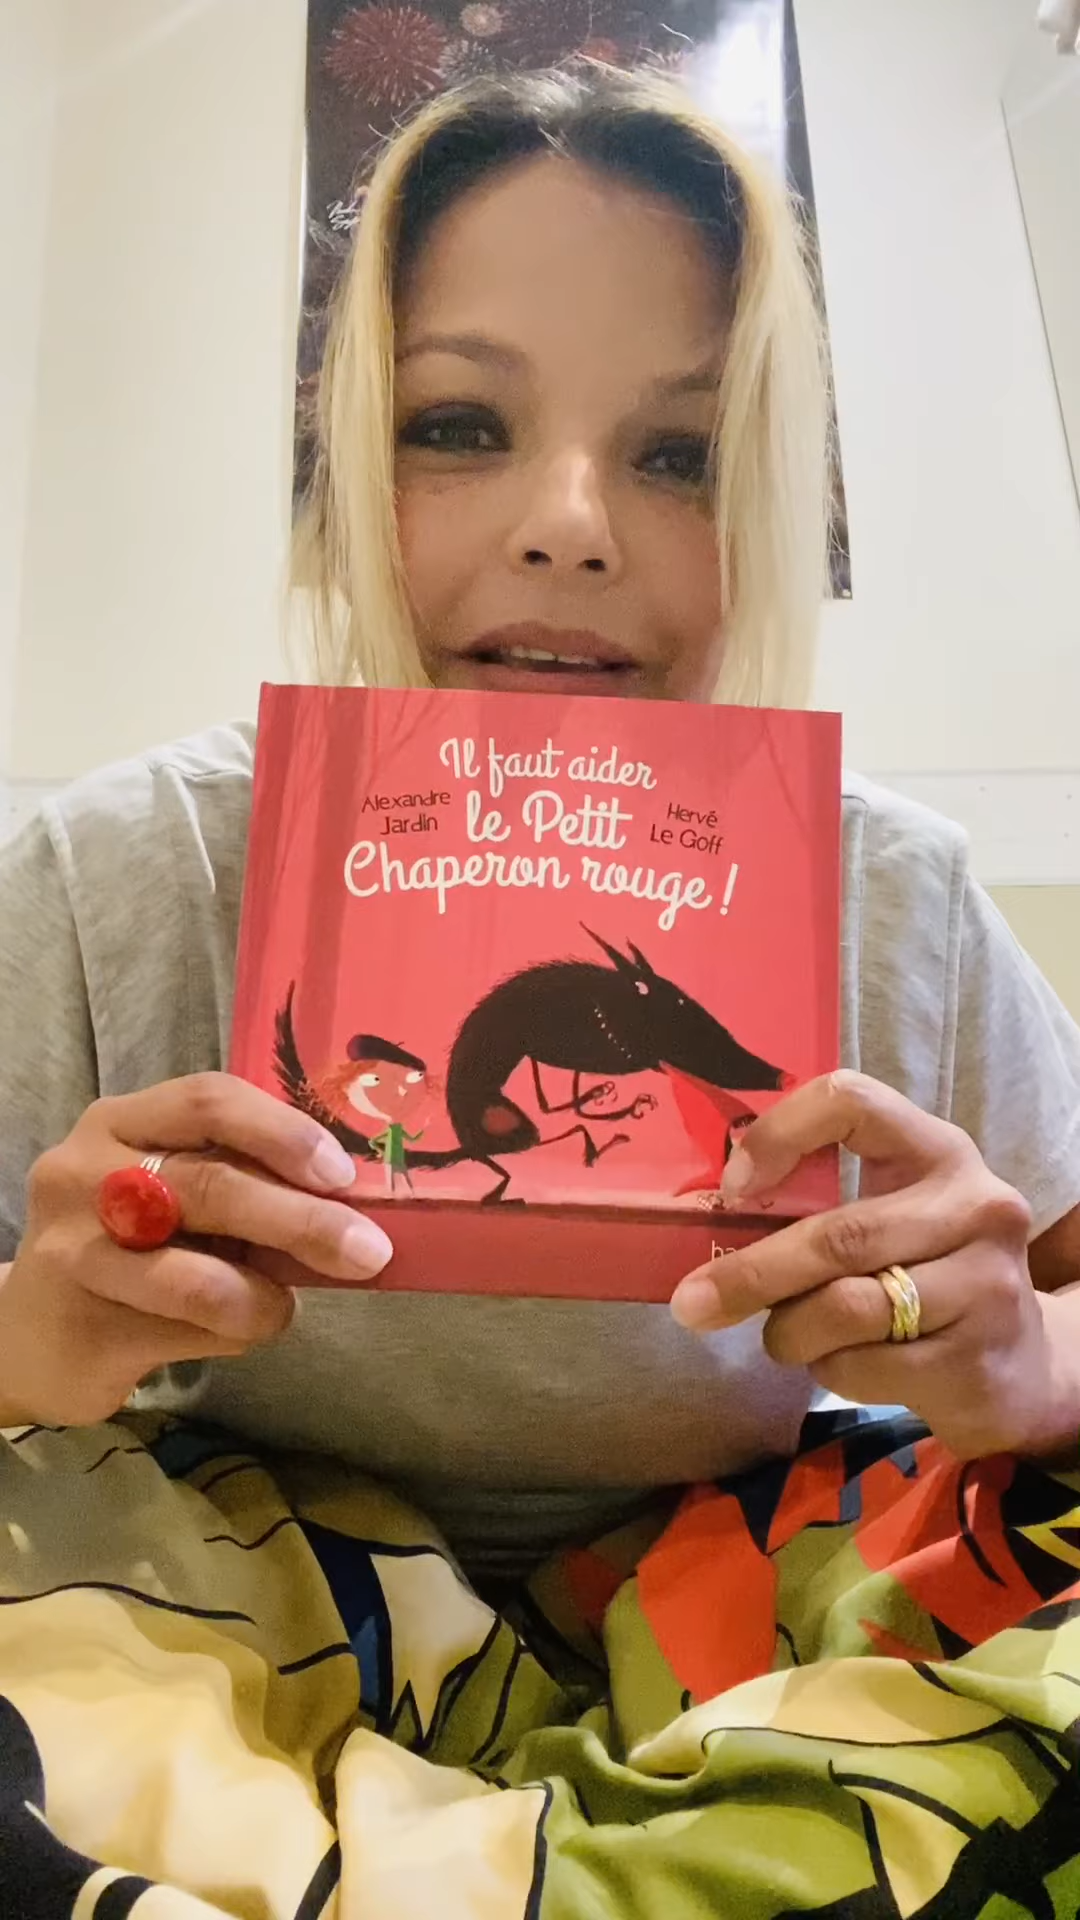 Il faut aider
Alexandre
Jardin
le Petit
Hervé
Le Goff
Chaperon rouge !